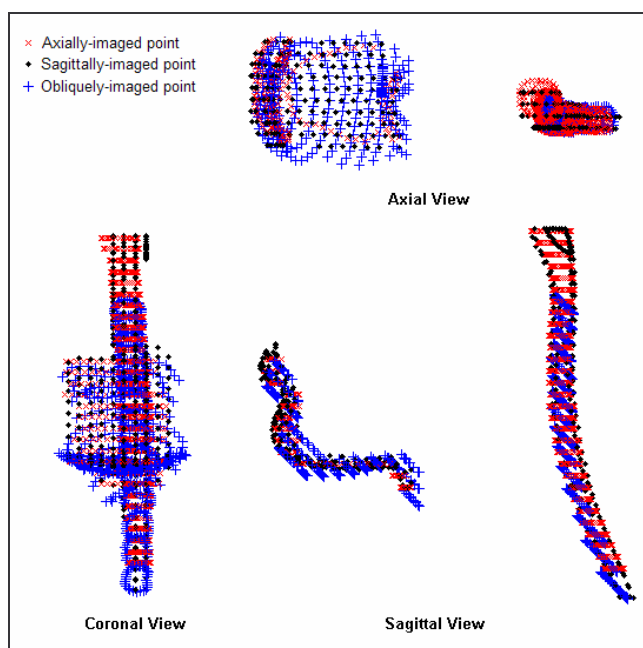 Axially-imaged point
Sagittally-imaged point
Obliquely-imaged point
Axial View
Coronal View
Sagittal View